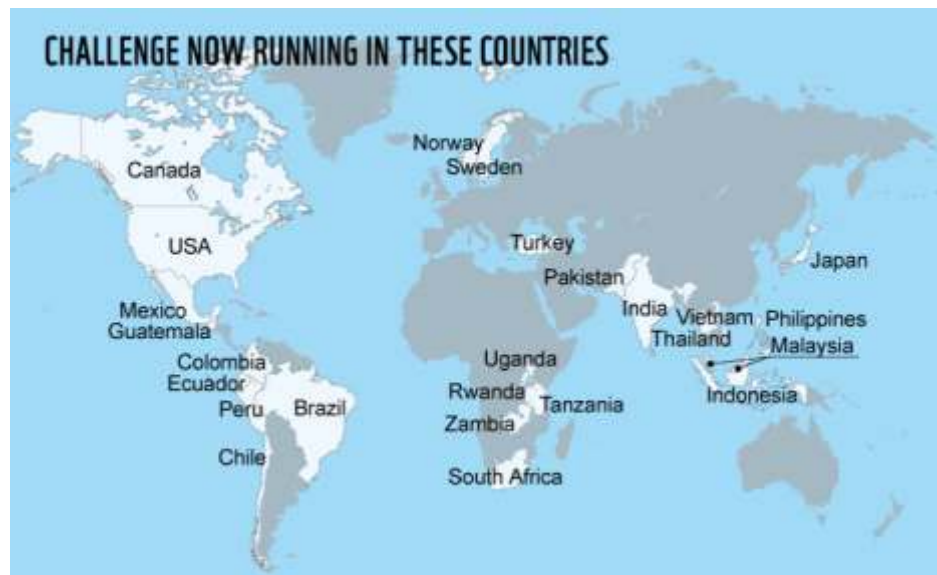 CHALLENGE NOW RUNNING IN THESE COUNTRIES
Norway
Canada
Sweden
USA
Turkey
Japan
Pakistan
Mexico
India
Vietnam
Philippines
Guatemala
Thailand
Malaysia
Colombia
Uganda
Ecuador
Rwanda
Indonesia
Peru
Brazil
Tanzania
Zambia
Chile
South Africa